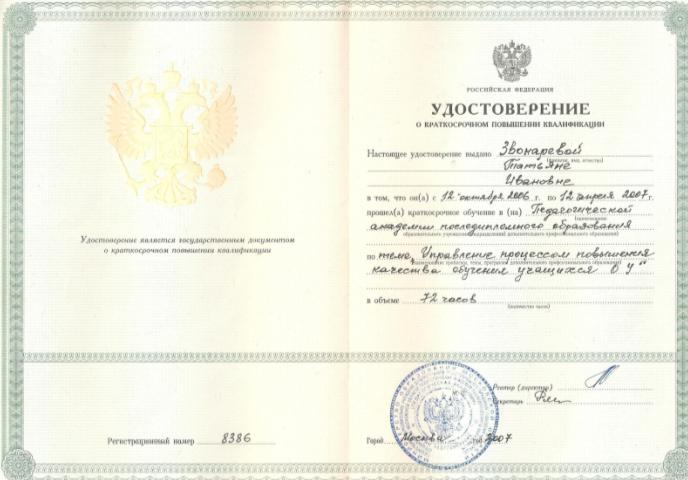 Удостоверение является государственным документом
о краткосрочном повышении квалификации
Регистрационный номер 8386
РОССИЙСКАЯ ФЕДЕРАЦИЯ
УДОСТОВЕРЕНИЕ
О КРАТКОСРОЧНОМ ПОВЫШЕНИИ КВАЛИФИКАЦИИ
Настоящее удостоверение выдано Звонаревой
(фамилия, имя, отчество)
Татьяне
Ивановне
в том, что он(а) с 12 октября 2006 г. по 12 апреля 2007 г.
прошел(а) краткосрочное обучение в (на) Педагогической
(наименование)
академии последипломного образования
образовательного учреждения (подразделения) дополнительного профессионального образования)
по теме „Управление процессом повышения
(наименование проблемы, темы, программы дополнительного профессионального образования)
качества обучения учащихся ОУ“
в объеме 72 часов
(количество часов)
Ректор (директор)
Секретарь
Город Москва год 2007